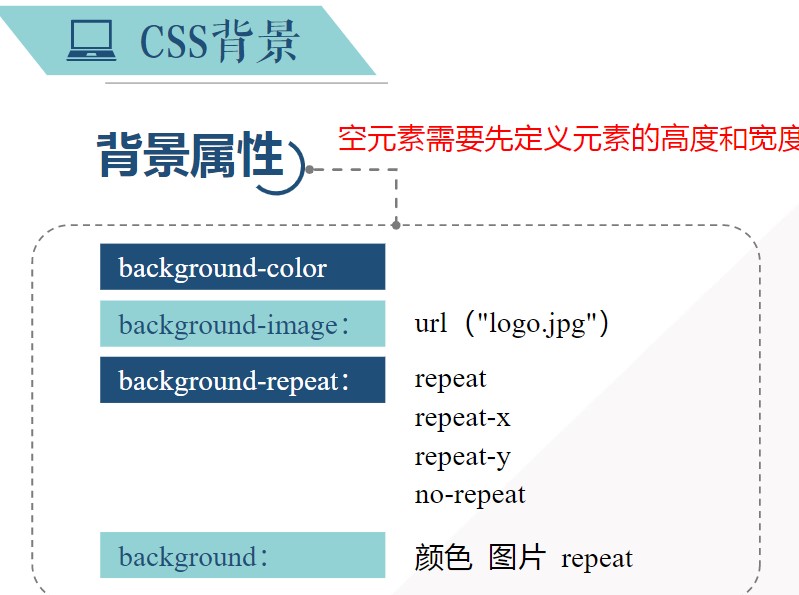 CSS背景
背景属性
空元素需要先定义元素的高度和宽度
background-color
background-image： url（"logo.jpg"）
background-repeat： repeat
repeat-x
repeat-y
no-repeat
background： 颜色 图片 repeat